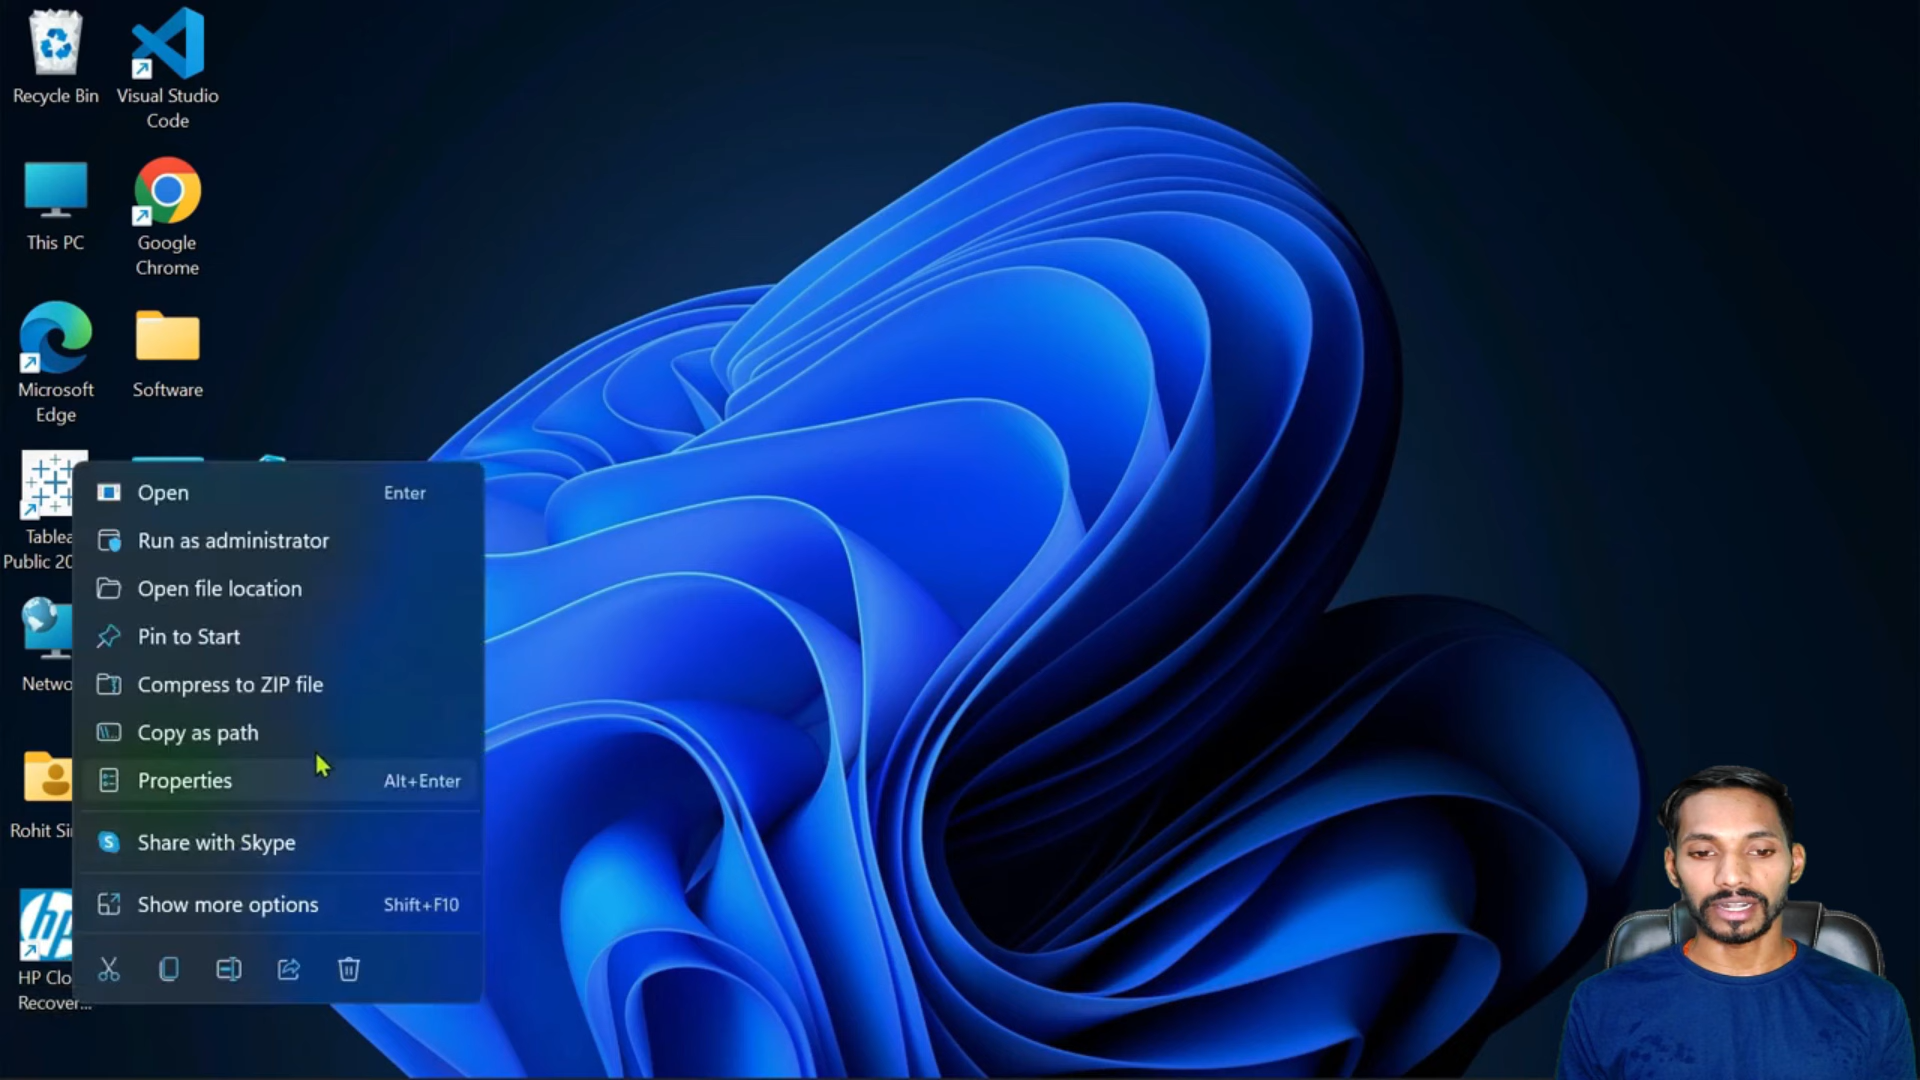 Recycle Bin
Visual Studio
Code
This PC
Google
Chrome
Microsoft
Edge
Software
Tablea
Public 20
Netwo
Rohit Si
hp
HP Clo
Recover...
Open Enter
Run as administrator
Open file location
Pin to Start
Compress to ZIP file
Copy as path
Properties Alt+Enter
S
Share with Skype
Show more options Shift+F10